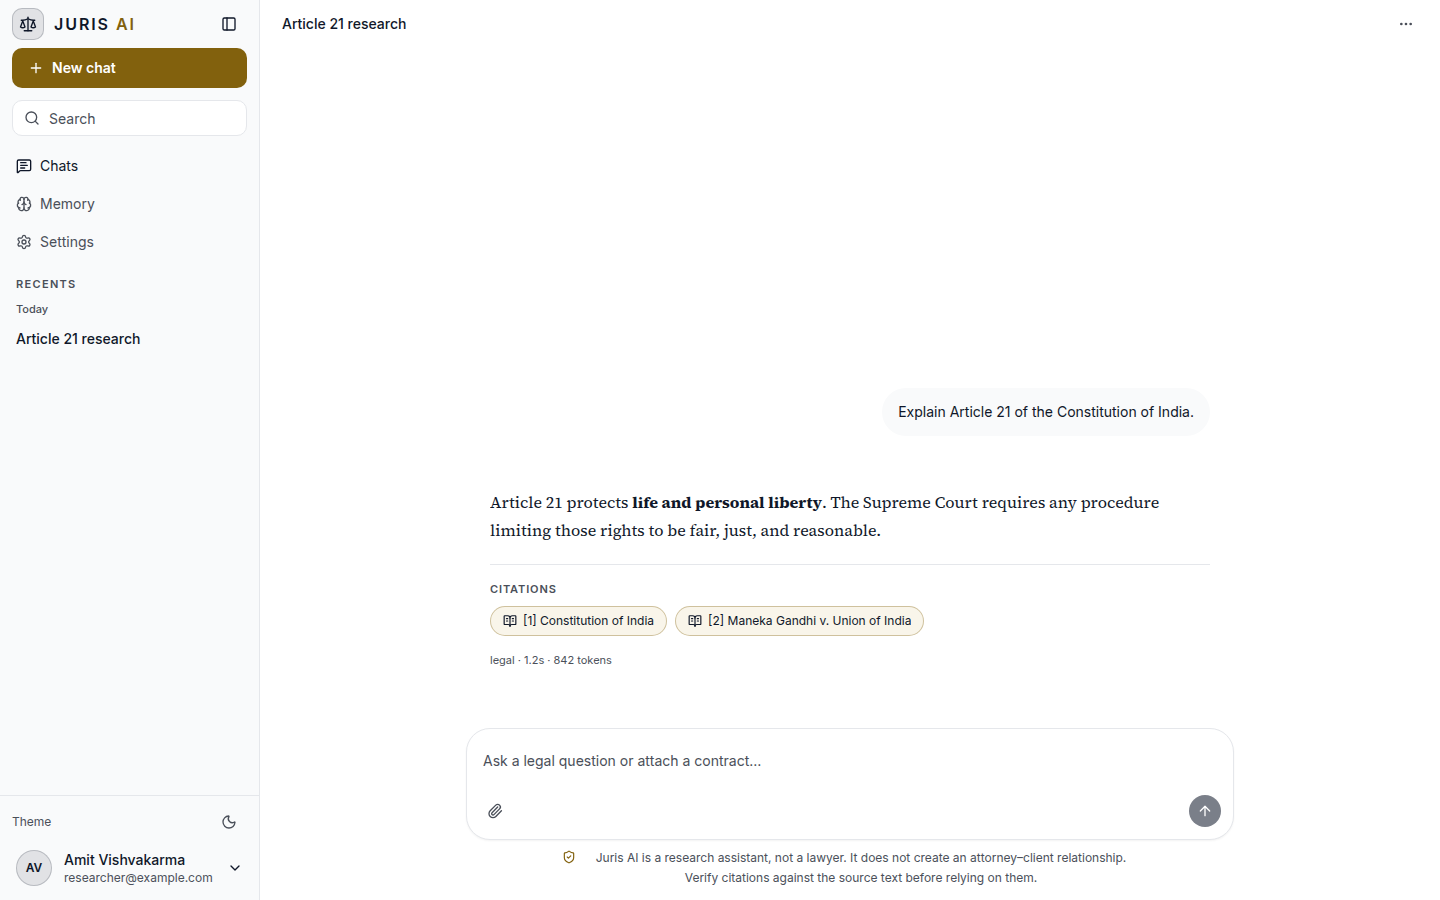 JURIS AI
New chat
Search
Chats
Memory
Settings
RECENTS
Today
Article 21 research
Theme
AV
Amit Vishvakarma
researcher@example.com
Article 21 research
Explain Article 21 of the Constitution of India.
Article 21 protects life and personal liberty. The Supreme Court requires any procedure
limiting those rights to be fair, just, and reasonable.
CITATIONS
[1] Constitution of India
[2] Maneka Gandhi v. Union of India
legal · 1.2s · 842 tokens
Ask a legal question or attach a contract...
Juris AI is a research assistant, not a lawyer. It does not create an attorney–client relationship.
Verify citations against the source text before relying on them.